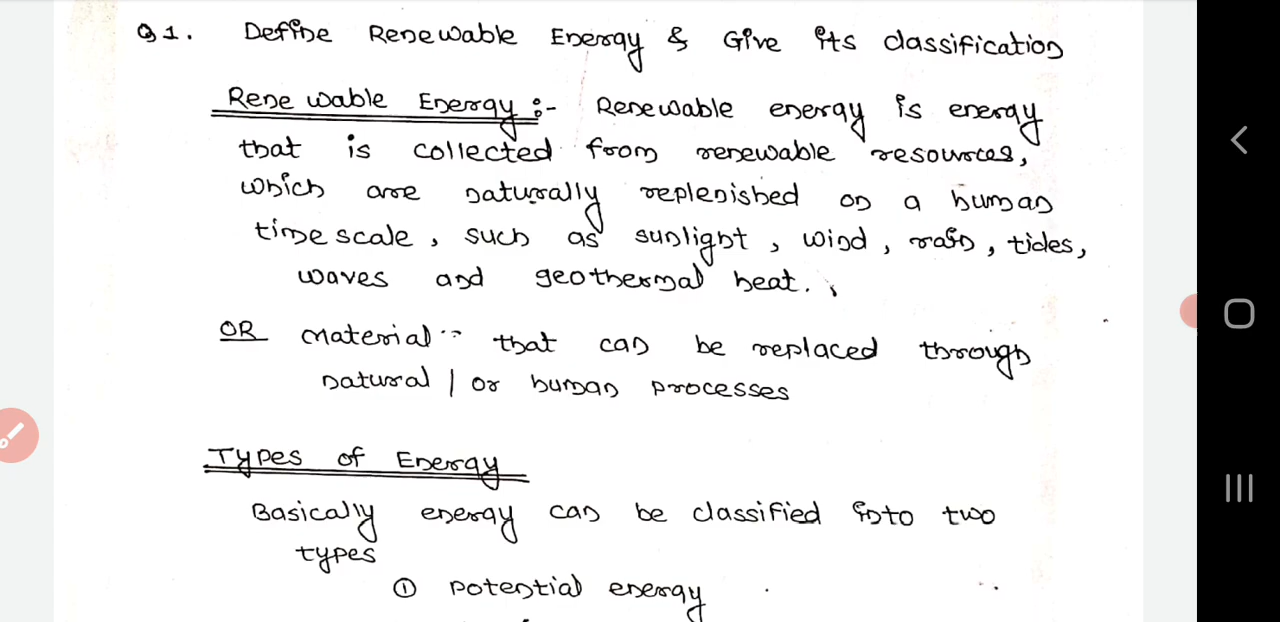 Q1. Define Renewable Energy & Give its classification
Renewable Energy :- Renewable energy is energy
that is collected from renewable resources,
which are naturally replenished on a human
timescale, such as sunlight, wind, rain, tides,
waves and geothermal heat.
OR Material that can be replaced through
natural / or human processes
Types of Energy
Basically energy can be classified into two
types
① Potential energy